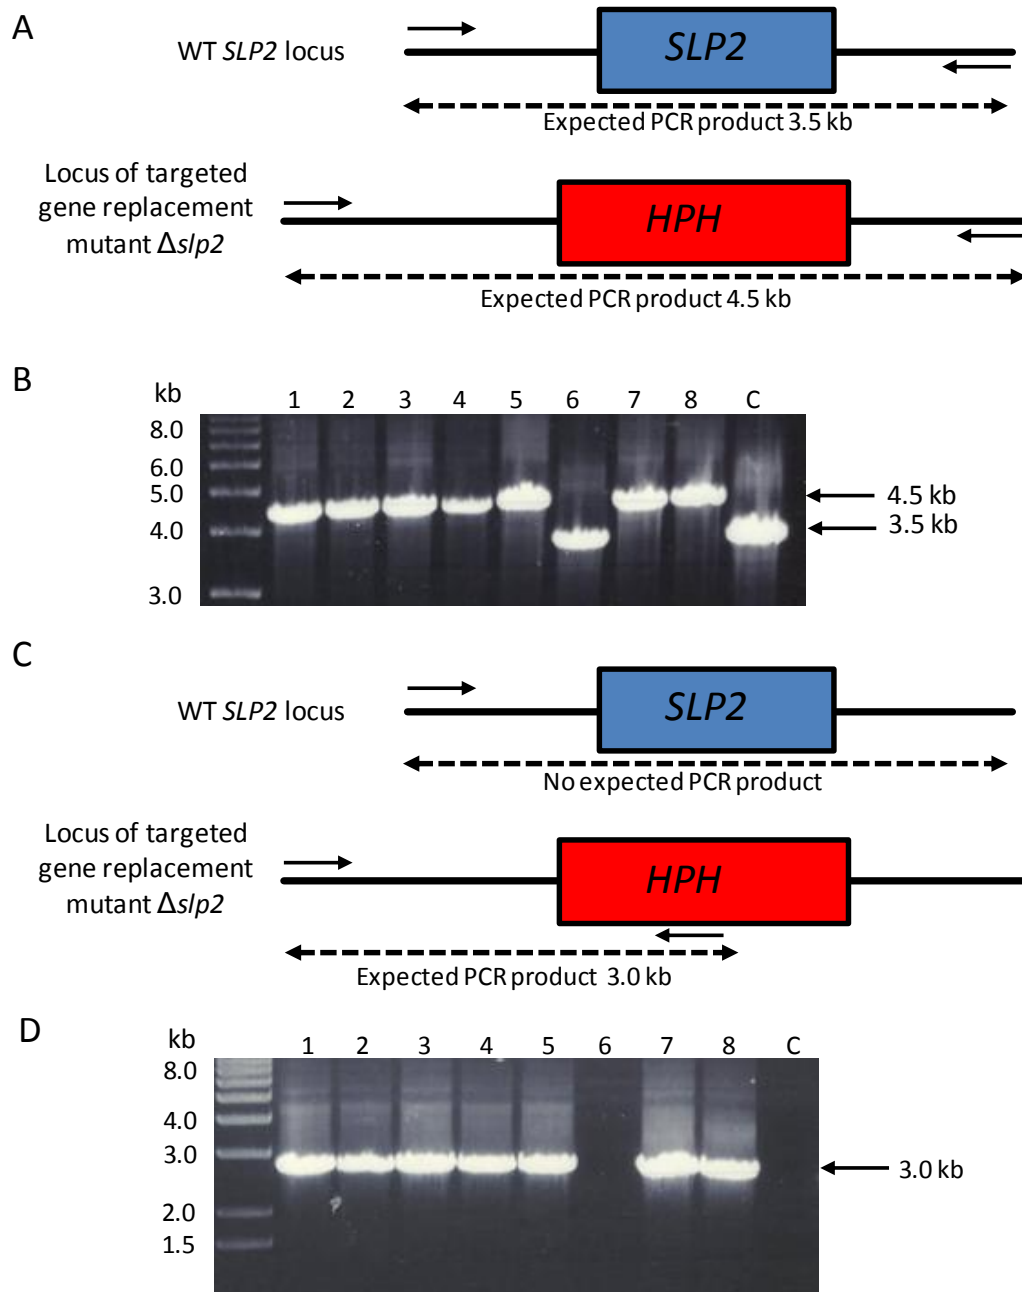 A
WT SLP2 locus
SLP2
Expected PCR product 3.5 kb
Locus of targeted
gene replacement
mutant Δslp2
HPH
Expected PCR product 4.5 kb
B
kb
1 2 3 4 5 6 7 8 C
8.0
6.0
5.0
4.0
3.0
4.5 kb
3.5 kb
C
WT SLP2 locus
SLP2
No expected PCR product
Locus of targeted
gene replacement
mutant Δslp2
HPH
Expected PCR product 3.0 kb
D
kb
1 2 3 4 5 6 7 8 C
8.0
4.0
3.0
2.0
1.5
3.0 kb